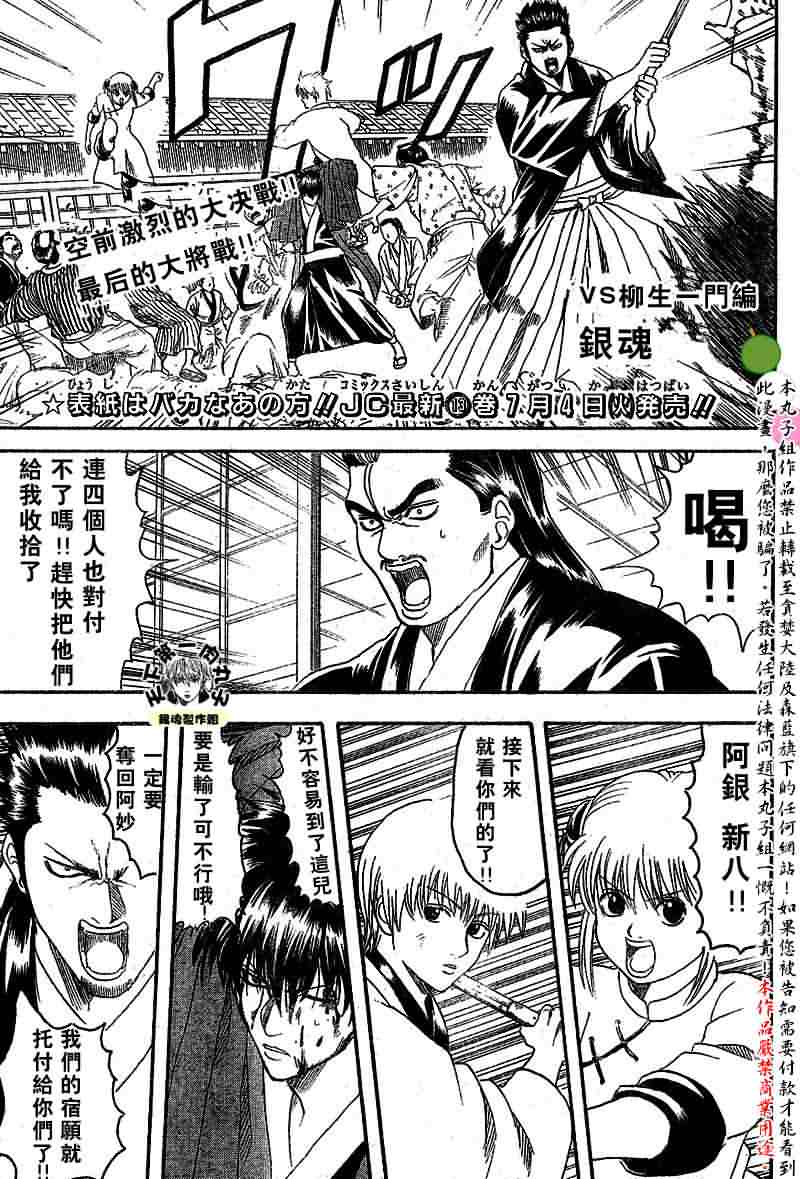 空前激烈的大決戰!!
最后的大將戰!!
VS柳生一門編
銀魂
☆表紙はバカなあの方!!JC最新⑬巻7月4日火発売!!
喝!!
連四個人也對付
不了嗎!!趕快把他們
給我收拾了
阿銀 新八!!
接下來
就看你們的了!!
好不容易到了這兒
要是輸了可不行哦!
一定要
奪回阿妙
我們的宿願就
托付給你們了!!
本丸子組作品禁止轉載至貪婪大陸及森藍旗下的任何網站!如果您被告知需要付款才能看到
此漫畫,那麼您被騙了。若發生任何法律問題本丸子組一慨不負責!本作品嚴禁商業用途。